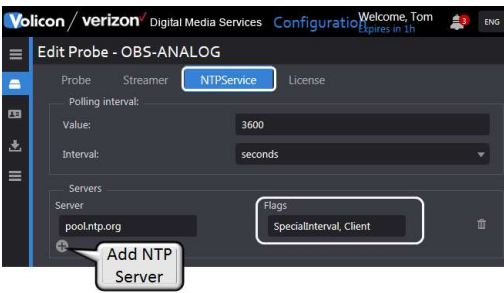 Volicon / verizon✓ Digital Media Services Configuration Welcome, Tom 3 ENG
Expires in 1h
Edit Probe - OBS-ANALOG
Probe Streamer NTPService License
Polling interval:
Value: 3600
Interval: seconds
Servers
Server Flags
pool.ntp.org SpecialInterval, Client
Add NTP
Server